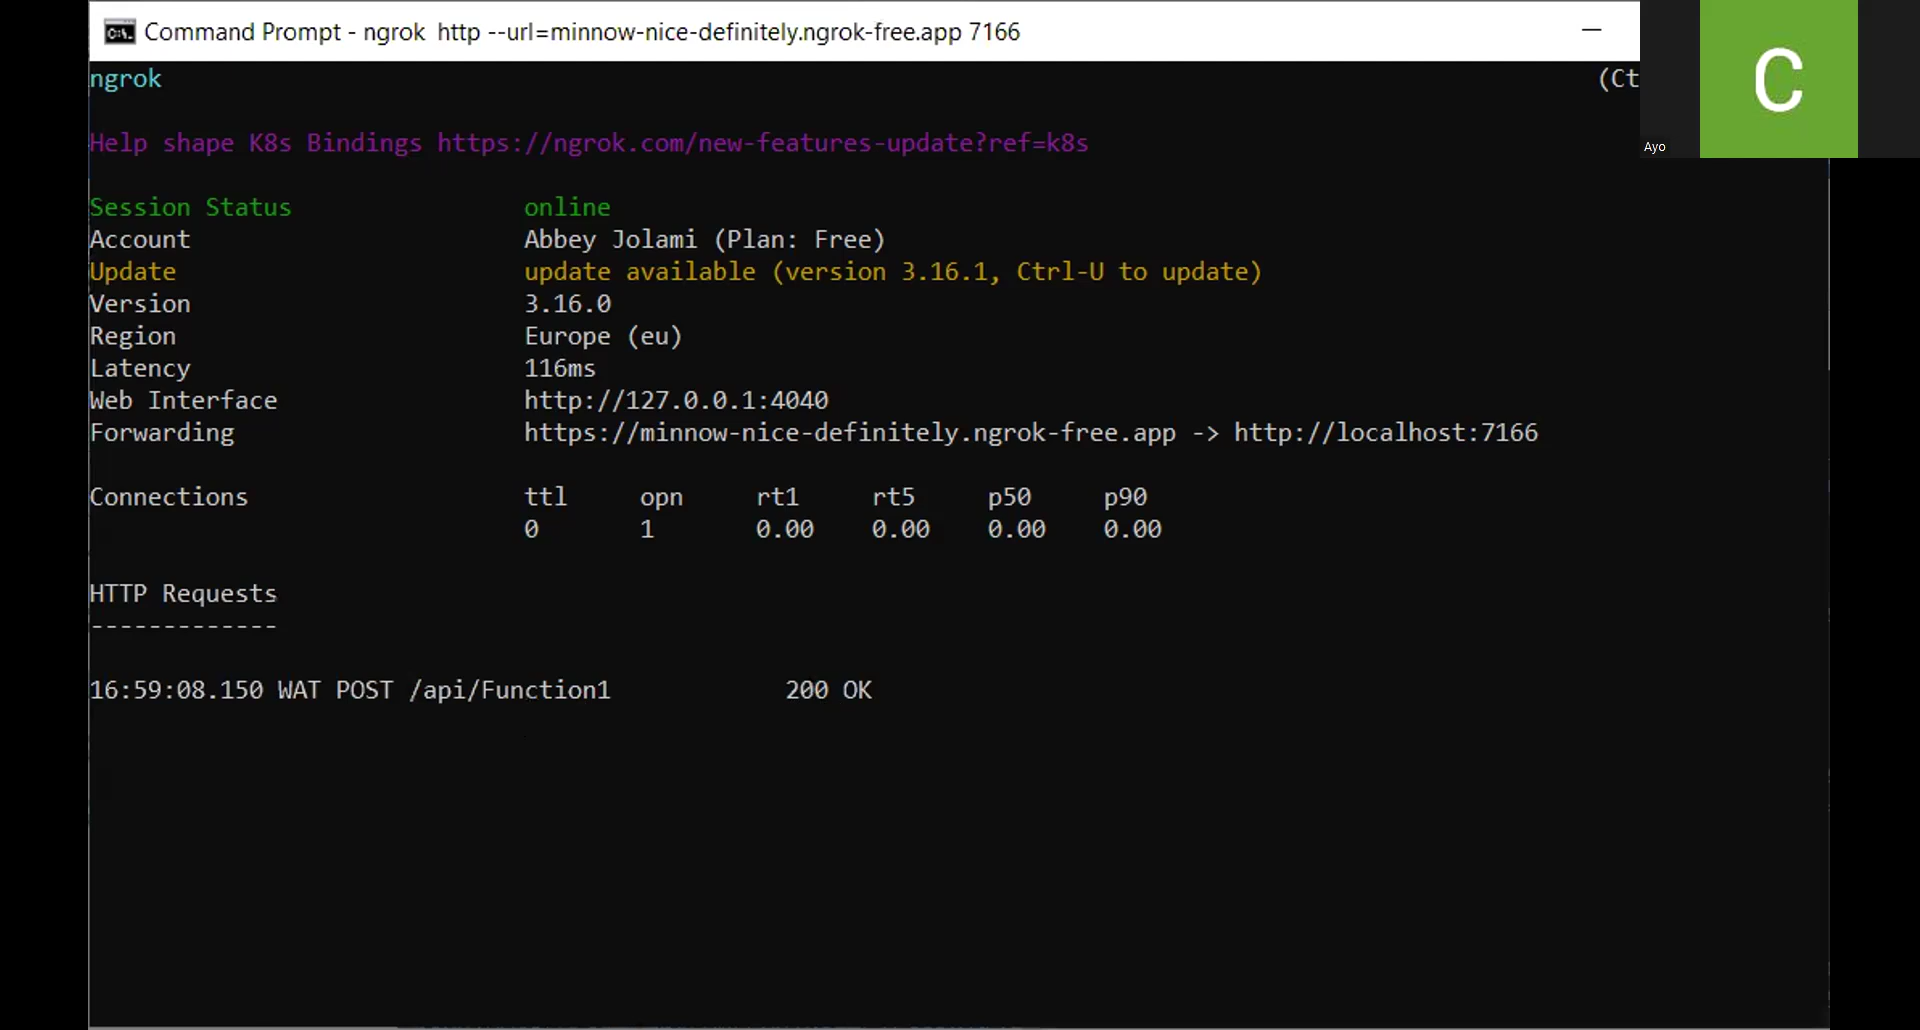 Command Prompt - ngrok  http --url=minnow-nice-definitely.ngrok-free.app 7166
ngrok (Ct
C
Ayo
Help shape K8s Bindings https://ngrok.com/new-features-update?ref=k8s
Session Status online
Account Abbey Jolami (Plan: Free)
Update update available (version 3.16.1, Ctrl-U to update)
Version 3.16.0
Region Europe (eu)
Latency 116ms
Web Interface http://127.0.0.1:4040
Forwarding https://minnow-nice-definitely.ngrok-free.app -> http://localhost:7166
Connections ttl opn rt1 rt5 p50 p90
0 1 0.00 0.00 0.00 0.00
HTTP Requests
-------------
16:59:08.150 WAT POST /api/Function1 200 OK